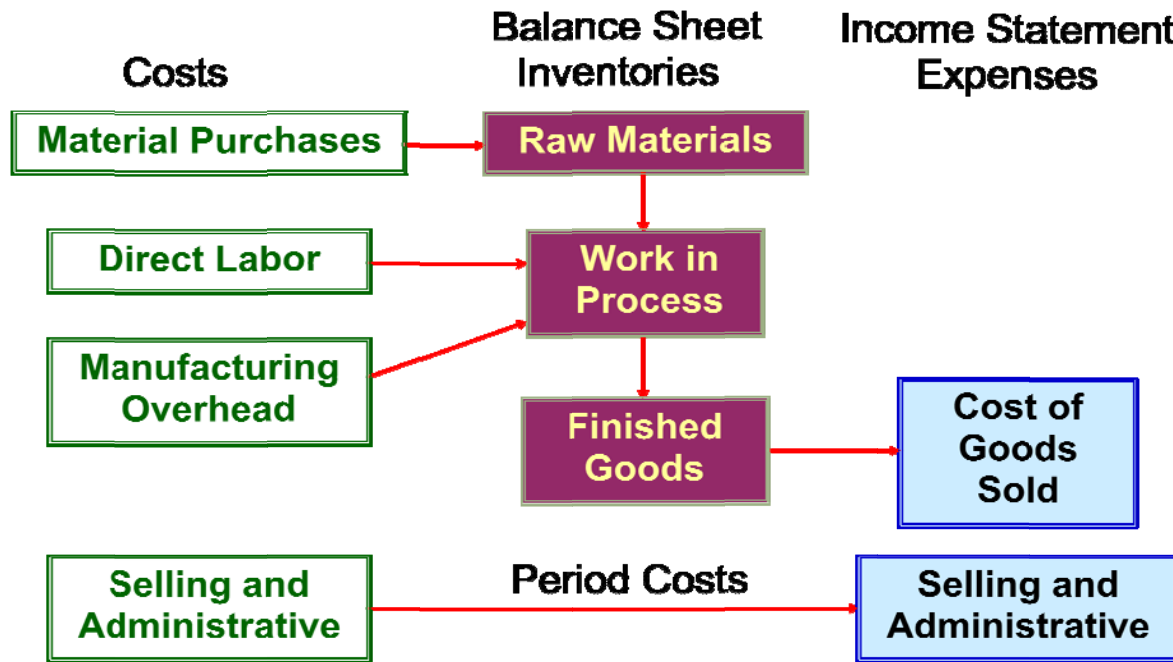 Costs
Balance Sheet
Inventories
Income Statement
Expenses
Material Purchases
Raw Materials
Direct Labor
Work in
Process
Manufacturing
Overhead
Finished
Goods
Cost of
Goods
Sold
Selling and
Administrative
Period Costs
Selling and
Administrative